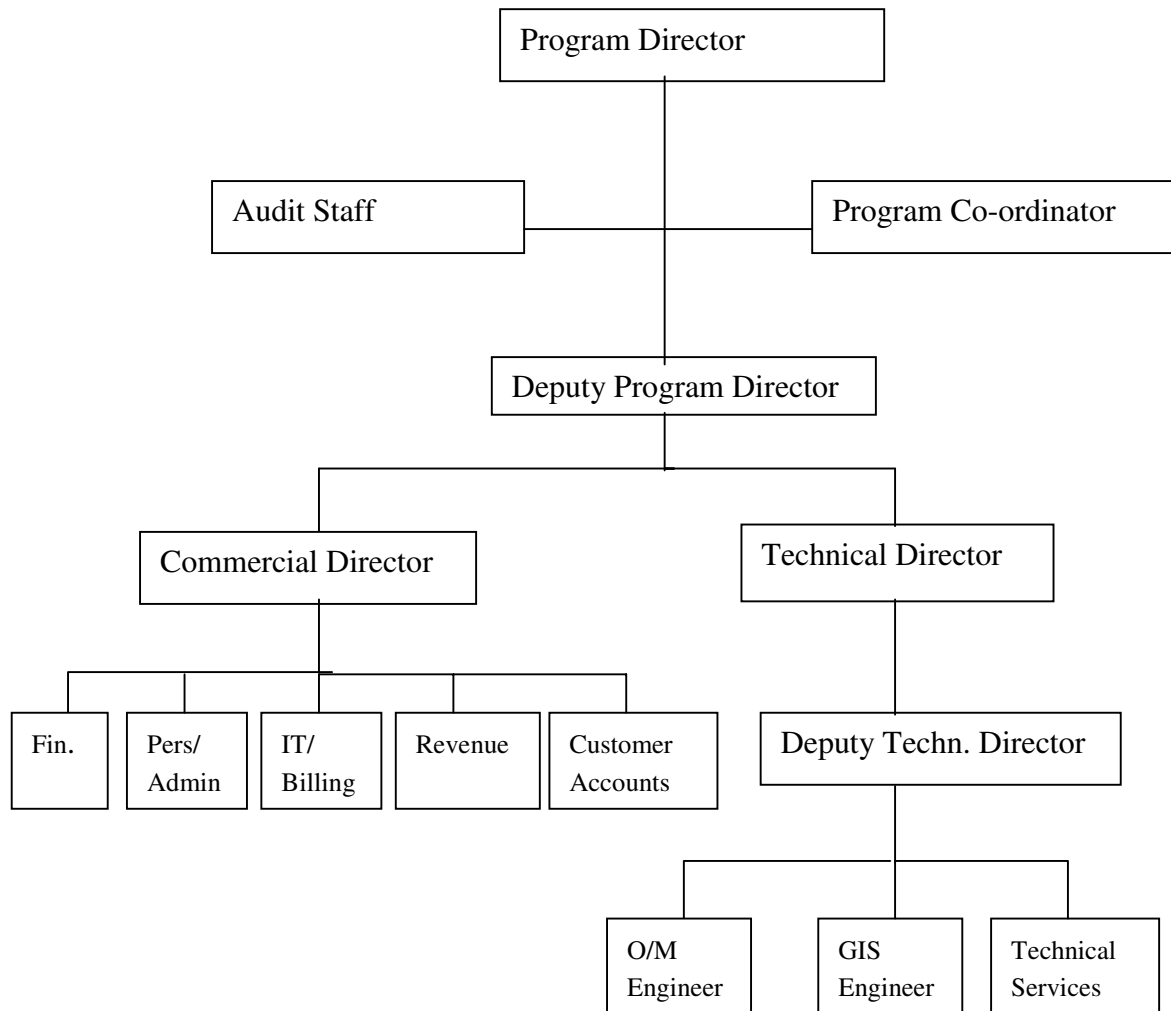 Program Director
Audit Staff
Program Co-ordinator
Deputy Program Director
Commercial Director
Technical Director
Fin.
Pers/
Admin
IT/
Billing
Revenue
Customer
Accounts
Deputy Techn. Director
O/M
Engineer
GIS
Engineer
Technical
Services